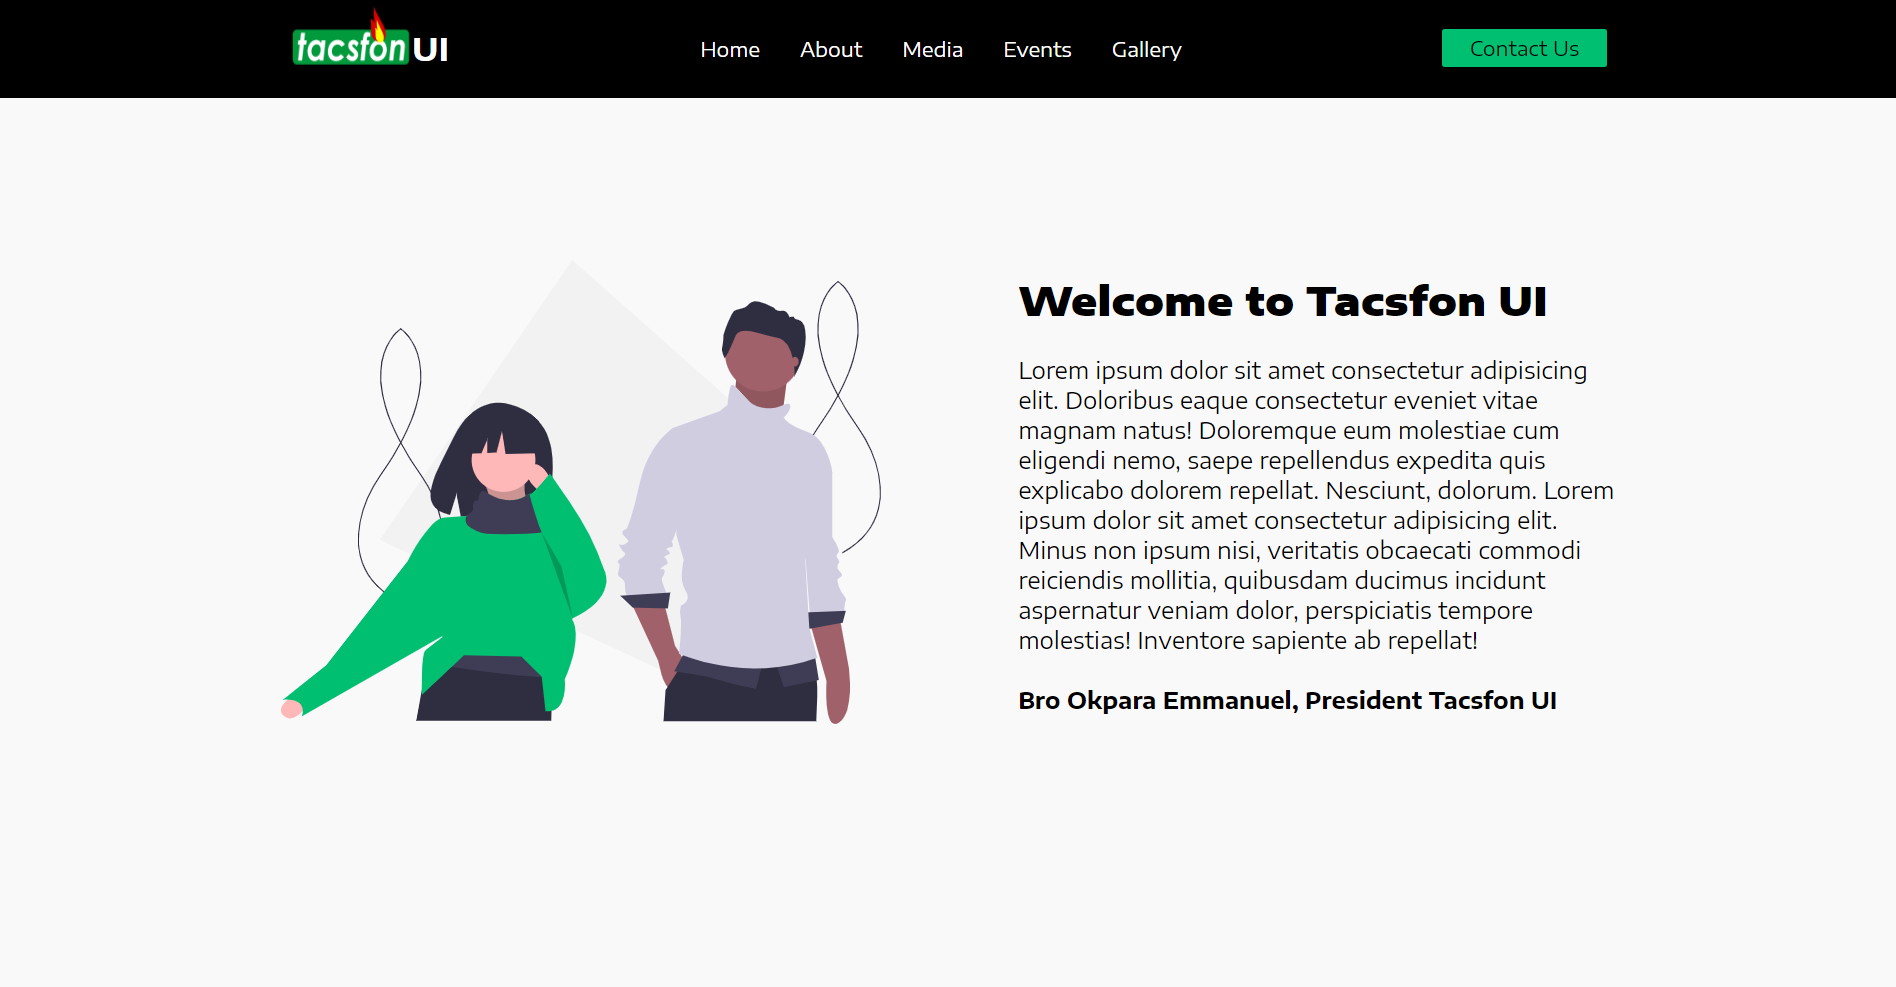 tacsfon UI
Home About Media Events Gallery
Contact Us
Welcome to Tacsfon UI
Lorem ipsum dolor sit amet consectetur adipisicing
elit. Doloribus eaque consectetur eveniet vitae
magnam natus! Doloremque eum molestiae cum
eligendi nemo, saepe repellendus expedita quis
explicabo dolorem repellat. Nesciunt, dolorum. Lorem
ipsum dolor sit amet consectetur adipisicing elit.
Minus non ipsum nisi, veritatis obcaecati commodi
reiciendis mollitia, quibusdam ducimus incidunt
aspernatur veniam dolor, perspiciatis tempore
molestias! Inventore sapiente ab repellat!
Bro Okpara Emmanuel, President Tacsfon UI